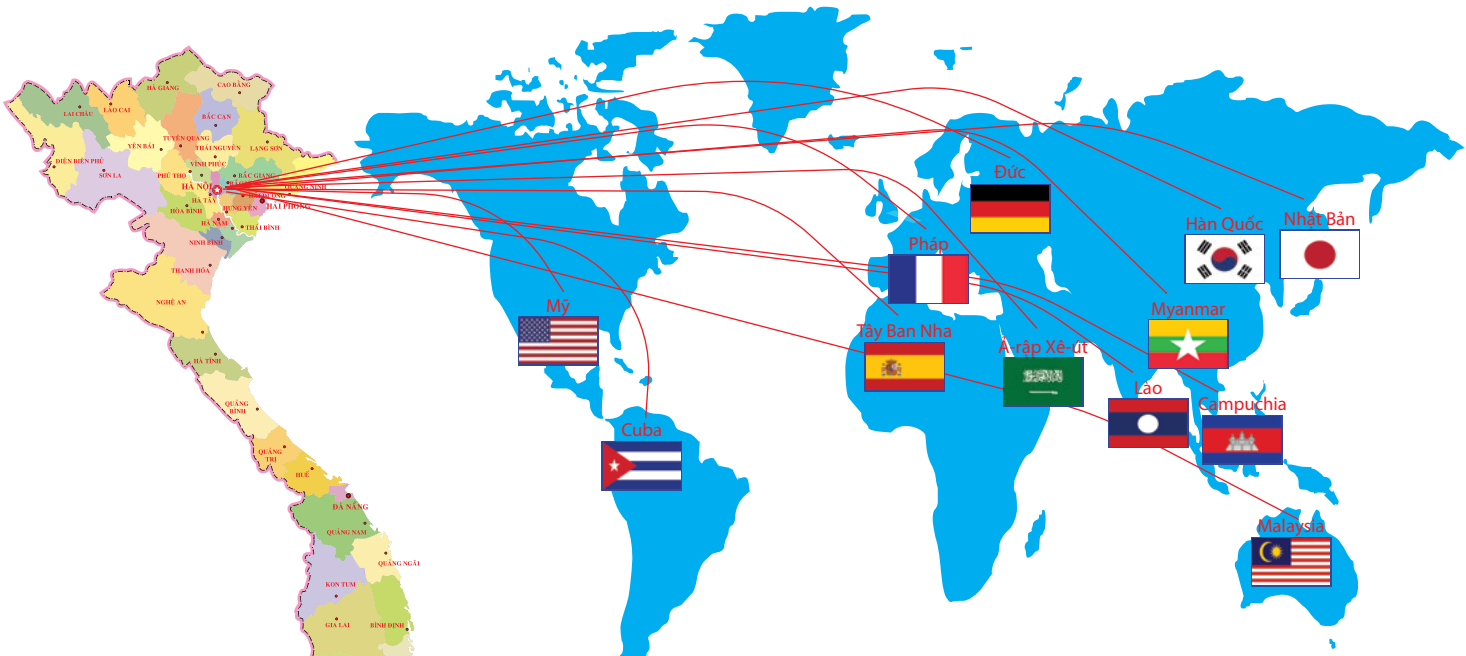 HÀ GIANG
CAO BẰNG
LAI CHÂU
LÀO CAI
BẮC CẠN
TUYÊN QUANG
YÊN BÁI
THÁI NGUYÊN
LẠNG SƠN
ĐIỆN BIÊN PHỦ
VĨNH PHÚC
SƠN LA
PHÚ THỌ
BẮC GIANG
HÀ NỘI
QUẢNG NINH
HÀ TÂY
HƯNG YÊN
HẢI PHÒNG
HÒA BÌNH
HÀ NAM
THÁI BÌNH
NINH BÌNH
THANH HÓA
NGHỆ AN
HÀ TĨNH
QUẢNG
BÌNH
QUẢNG
TRỊ
HUẾ
ĐÀ NẴNG
QUẢNG NAM
QUẢNG NGÃI
KON TUM
GIA LAI
BÌNH ĐỊNH
Đức
Pháp
Hàn Quốc
Nhật Bản
Mỹ
Myanmar
Tây Ban Nha
Ả-rập Xê-út
Lào
Campuchia
Cuba
Malaysia